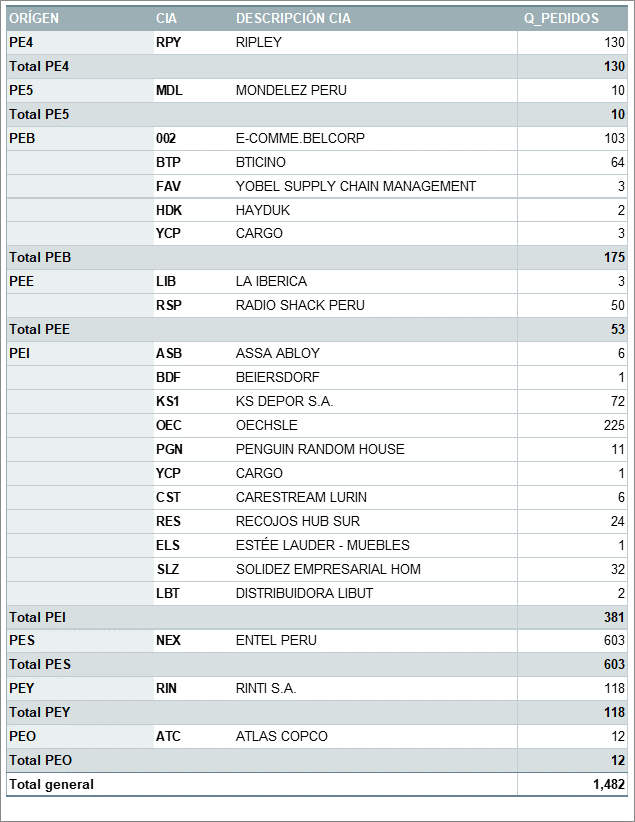 ORÍGEN CIA DESCRIPCIÓN CIA Q_PEDIDOS
PE4 RPY RIPLEY 130
Total PE4 130
PE5 MDL MONDELEZ PERU 10
Total PE5 10
PEB 002 E-COMME.BELCORP 103
BTP BTICINO 64
FAV YOBEL SUPPLY CHAIN MANAGEMENT 3
HDK HAYDUK 2
YCP CARGO 3
Total PEB 175
PEE LIB LA IBERICA 3
RSP RADIO SHACK PERU 50
Total PEE 53
PEI ASB ASSA ABLOY 6
BDF BEIERSDORF 1
KS1 KS DEPOR S.A. 72
OEC OECHSLE 225
PGN PENGUIN RANDOM HOUSE 11
YCP CARGO 1
CST CARESTREAM LURIN 6
RES RECOJOS HUB SUR 24
ELS ESTÉE LAUDER - MUEBLES 1
SLZ SOLIDEZ EMPRESARIAL HOM 32
LBT DISTRIBUIDORA LIBUT 2
Total PEI 381
PES NEX ENTEL PERU 603
Total PES 603
PEY RIN RINTI S.A. 118
Total PEY 118
PEO ATC ATLAS COPCO 12
Total PEO 12
Total general 1,482